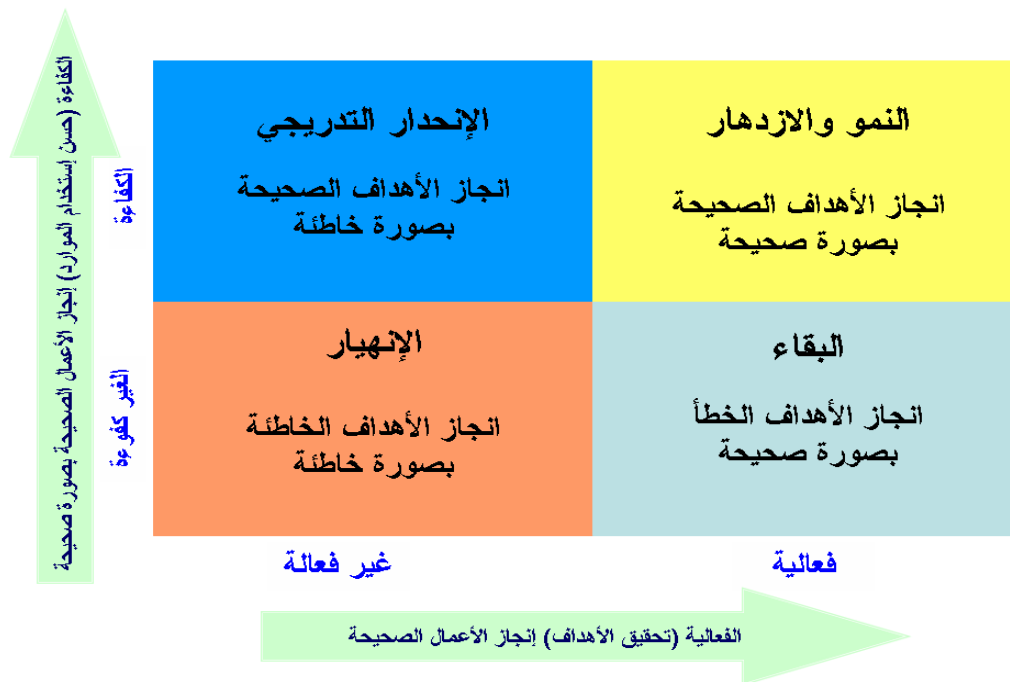 النمو والازدهار
انجاز الأهداف الصحيحة
بصورة صحيحة
الإنحدار التدريجي
انجاز الأهداف الصحيحة
بصورة خاطئة
البقاء
انجاز الأهداف الخطأ
بصورة صحيحة
الإنهيار
انجاز الأهداف الخاطئة
بصورة خاطئة
الكفاءة
الغير كفوءة
الكفاءة (حسن إستخدام الموارد) إنجاز الأعمال الصحيحة بصورة صحيحة
فعالية
غير فعالة
الفعالية (تحقيق الأهداف) إنجاز الأعمال الصحيحة